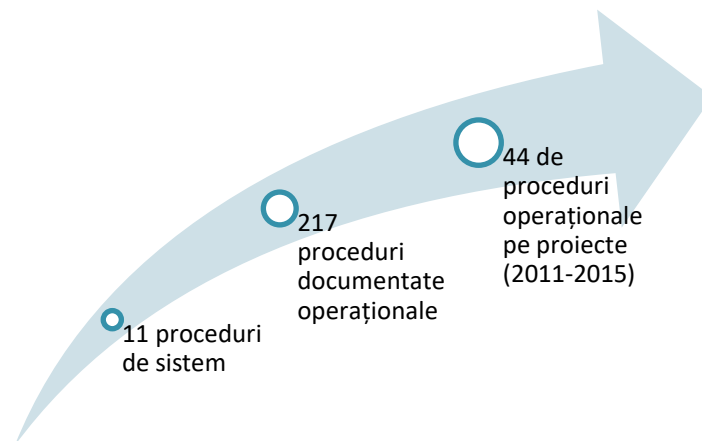 44 de
proceduri
operaționale
pe proiecte
(2011-2015)
217
proceduri
documentate
operaționale
11 proceduri
de sistem